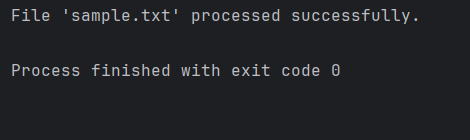 File 'sample.txt' processed successfully.
Process finished with exit code 0